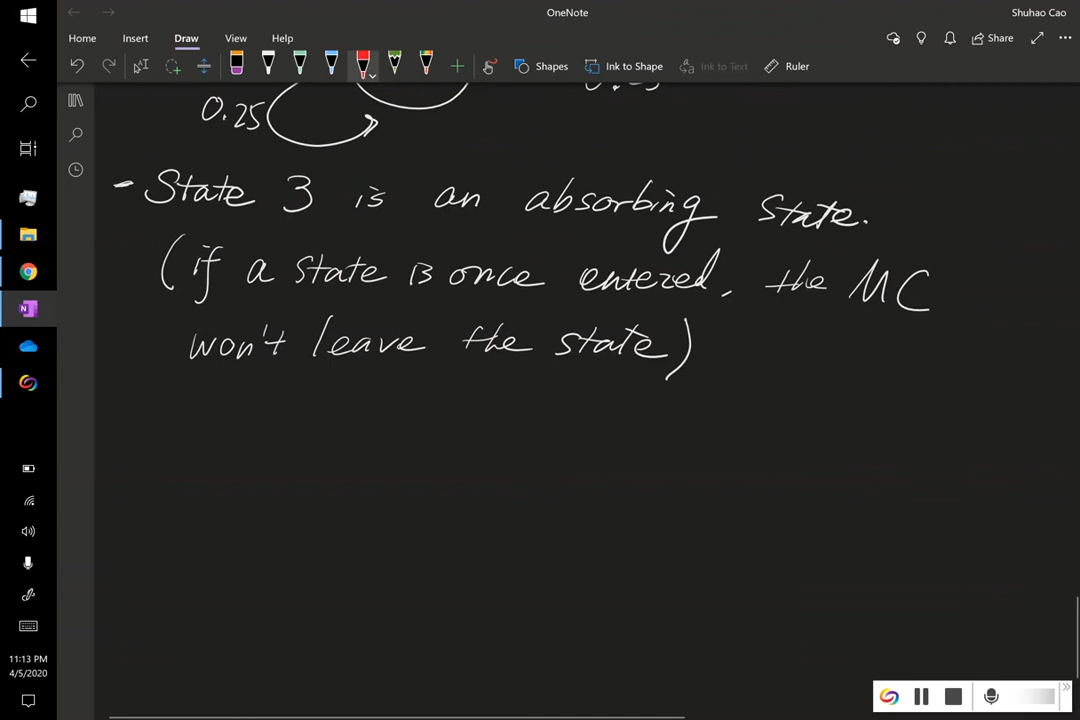 OneNote
Shuhao Cao
Home Insert Draw View Help
Share
Shapes
Ink to Shape
Ink to Text
Ruler
0.25
- State 3 is an absorbing state.
(if a state is once entered, the MC
won't leave the state)
11:13 PM
4/5/2020